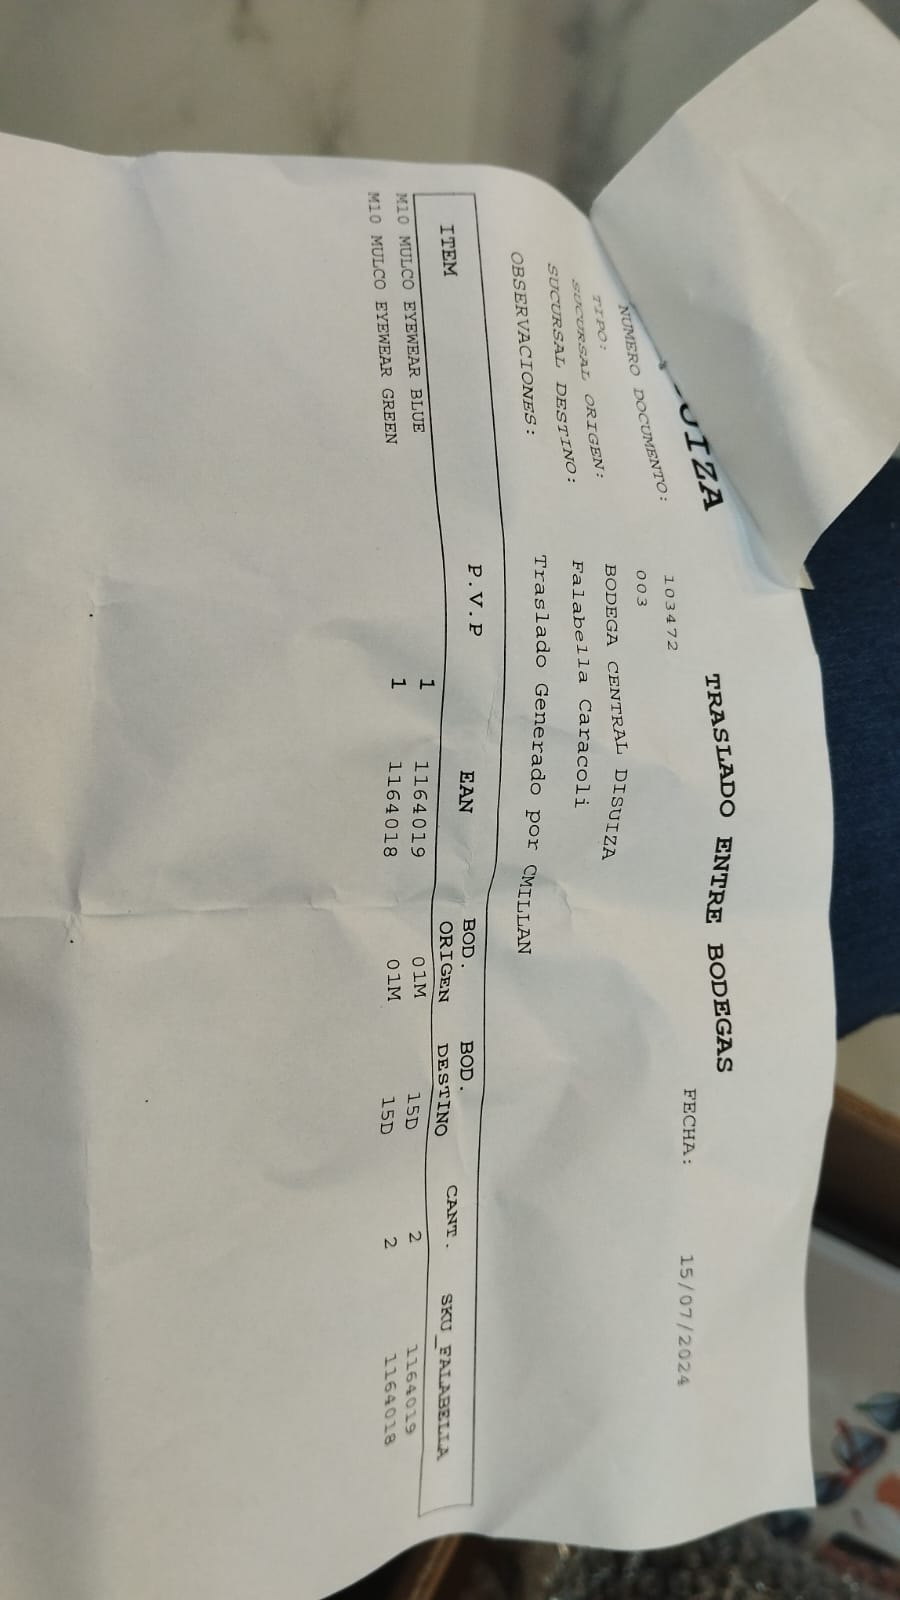 TRASLADO ENTRE BODEGAS
NUMERO DOCUMENTO: 103472 FECHA: 15/07/2024
TIPO: 003
SUCURSAL ORIGEN: BODEGA CENTRAL DISUIZA
SUCURSAL DESTINO: Falabella Caracoli
OBSERVACIONES: Traslado Generado por CMILLAN
ITEM P.V.P EAN BOD. ORIGEN BOD. DESTINO CANT. SKU_FALABELLA
M10 MULCO EYEWEAR BLUE 1 1164019 01M 15D 2 1164019
M10 MULCO EYEWEAR GREEN 1 1164018 01M 15D 2 1164018